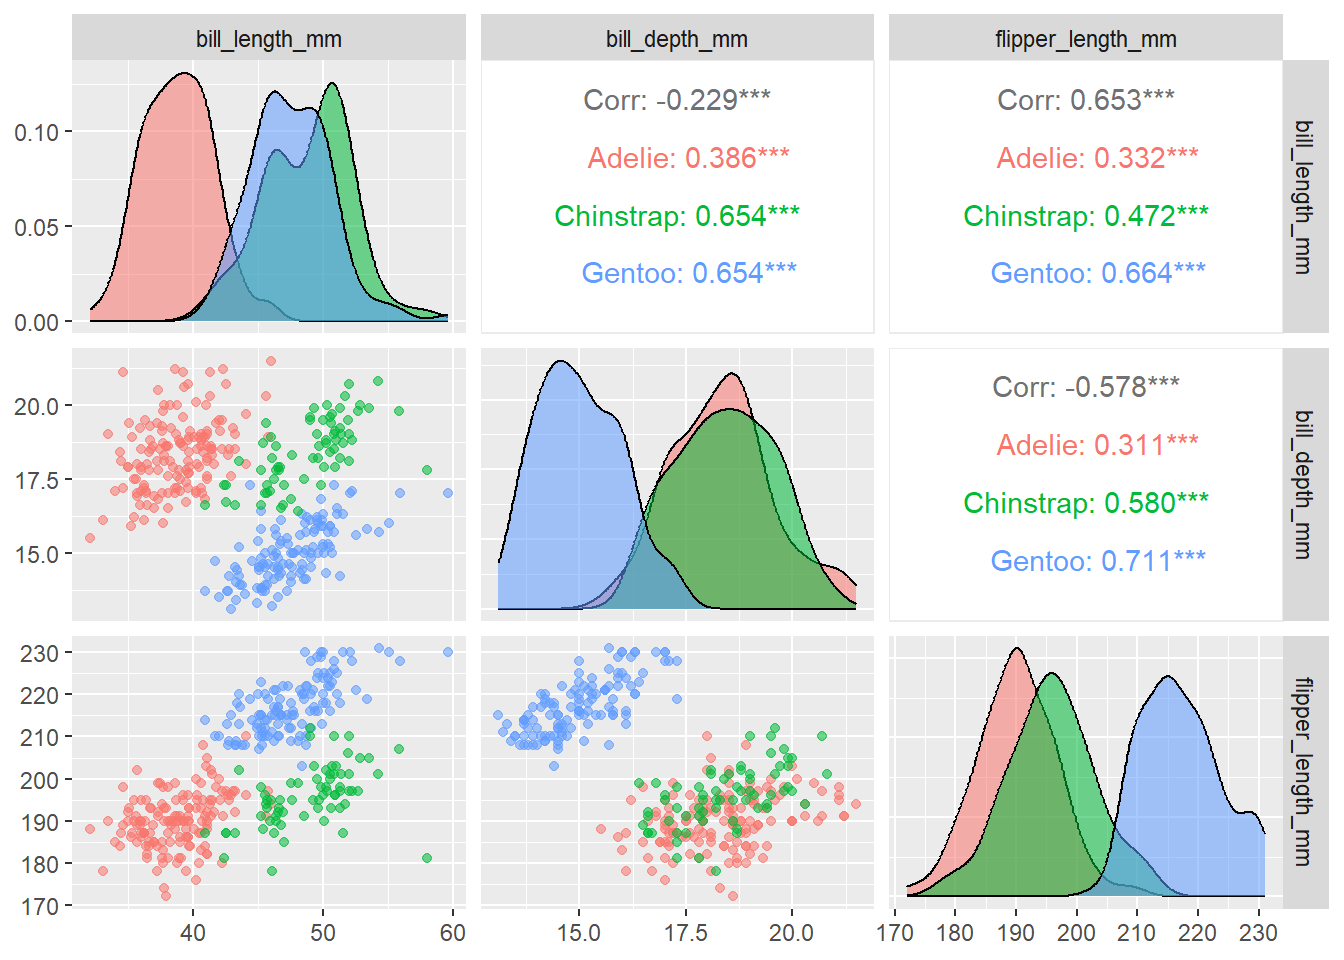 bill_length_mm
bill_depth_mm
flipper_length_mm
0.10
0.05
0.00
Corr: -0.229***
Adelie: 0.386***
Chinstrap: 0.654***
Gentoo: 0.654***
Corr: 0.653***
Adelie: 0.332***
Chinstrap: 0.472***
Gentoo: 0.664***
bill_length_mm
20.0
17.5
15.0
Corr: -0.578***
Adelie: 0.311***
Chinstrap: 0.580***
Gentoo: 0.711***
bill_depth_mm
230
220
210
200
190
180
170
flipper_length_mm
40 50 60
15.0 17.5 20.0
170 180 190 200 210 220 230